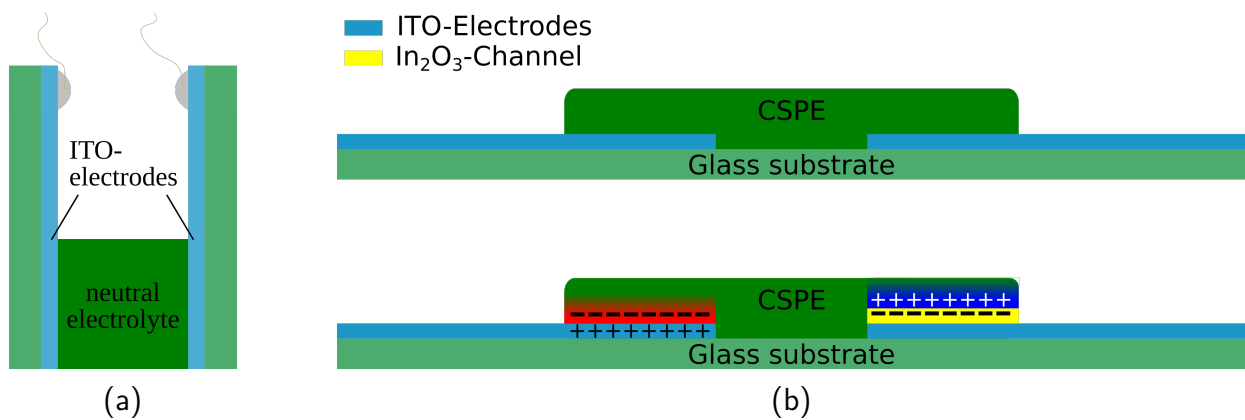 ITO-
electrodes
neutral
electrolyte
(a)
ITO-Electrodes
In₂O₃-Channel
CSPE
Glass substrate
++++++++
CSPE
++++++++
Glass substrate
(b)